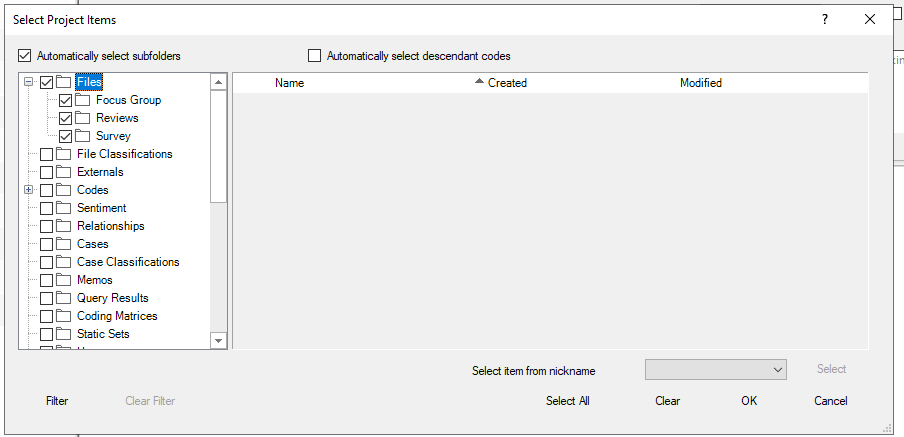 Select Project Items
?
Automatically select subfolders
Automatically select descendant codes
Files
Name
Created
Modified
Focus Group
Reviews
Survey
File Classifications
Externals
Codes
Sentiment
Relationships
Cases
Case Classifications
Memos
Query Results
Coding Matrices
Static Sets
Select item from nickname
Select
Filter
Clear Filter
Select All
Clear
OK
Cancel